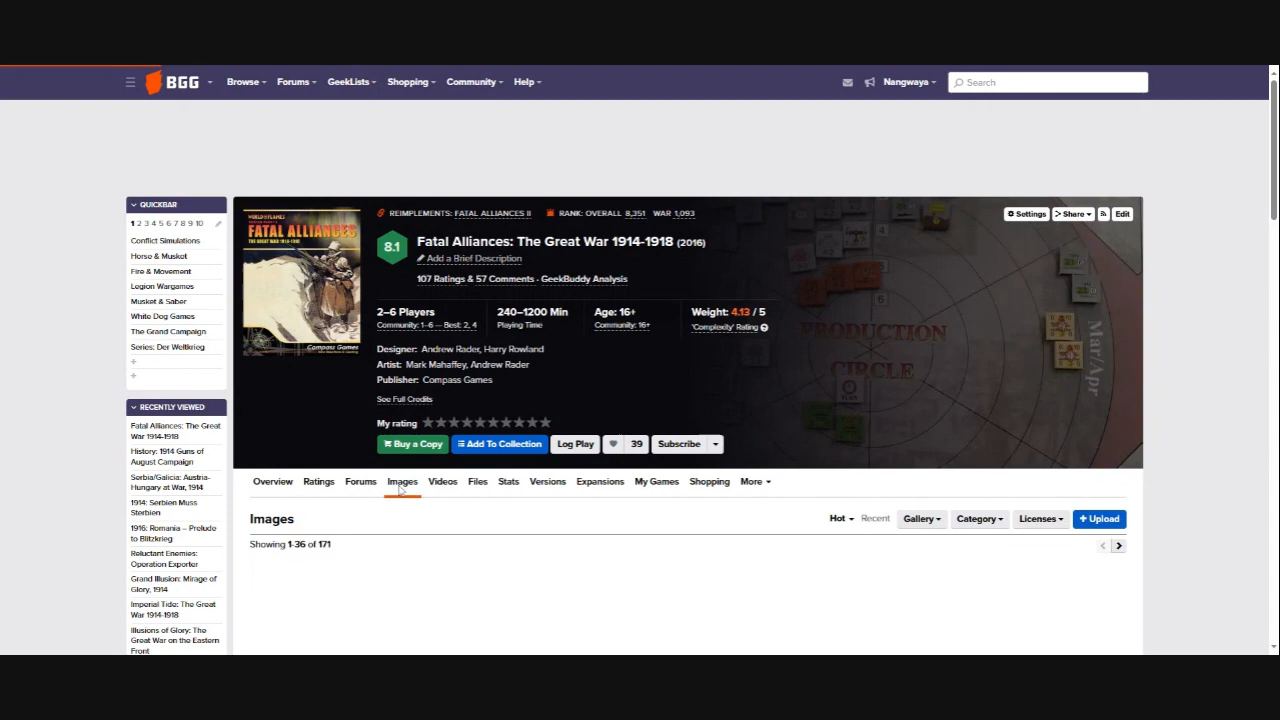 BGG Browse Forums GeekLists Shopping Community Help Nangwaya Search
QUICKBAR
1 2 3 4 5 6 7 8 9 10
Conflict Simulations
Horse & Musket
Fire & Movement
Legion Wargames
Musket & Saber
White Dog Games
The Grand Campaign
Series: Der Weltkrieg
+
+
RECENTLY VIEWED
Fatal Alliances: The Great
War 1914-1918
History: 1914 Guns of
August Campaign
Serbia/Galicia: Austria-
Hungary at War, 1914
1914: Serbien Muss
Sterbien
1916: Romania – Prelude
to Blitzkrieg
Reluctant Enemies:
Operation Exporter
Grand Illusion: Mirage of
Glory, 1914
Imperial Tide: The Great
War 1914-1918
Illusions of Glory: The
Great War on the Eastern
Front
FATAL ALLIANCES
THE GREAT WAR 1914-1918
Compass Games
REIMPLEMENTS: FATAL ALLIANCES II RANK: OVERALL 8,351 WAR 1,093
Settings Share Edit
8.1
Fatal Alliances: The Great War 1914-1918 (2016)
Add a Brief Description
107 Ratings & 57 Comments · GeekBuddy Analysis
2–6 Players 240–1200 Min Age: 16+ Weight: 4.13 / 5
Community: 1–6 — Best: 2, 4 Playing Time Community: 16+ 'Complexity' Rating
Designer: Andrew Rader, Harry Rowland
Artist: Mark Mahaffey, Andrew Rader
Publisher: Compass Games
See Full Credits
My rating
Buy a Copy Add To Collection Log Play 39 Subscribe
PRODUCTION
CIRCLE
Mar/Apr
Overview Ratings Forums Images Videos Files Stats Versions Expansions My Games Shopping More
Images
Hot Recent Gallery Category Licenses + Upload
Showing 1-36 of 171